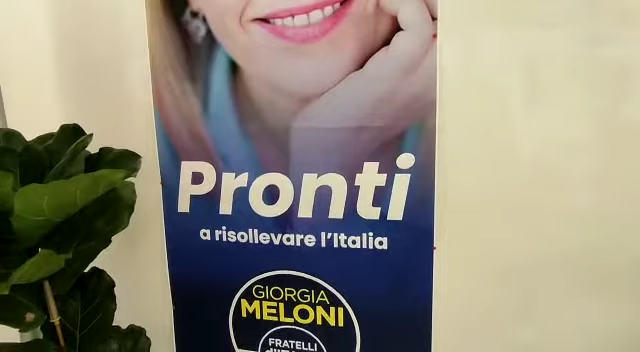 Pronti
a risollevare l'Italia
GIORGIA
MELONI
FRATELLI